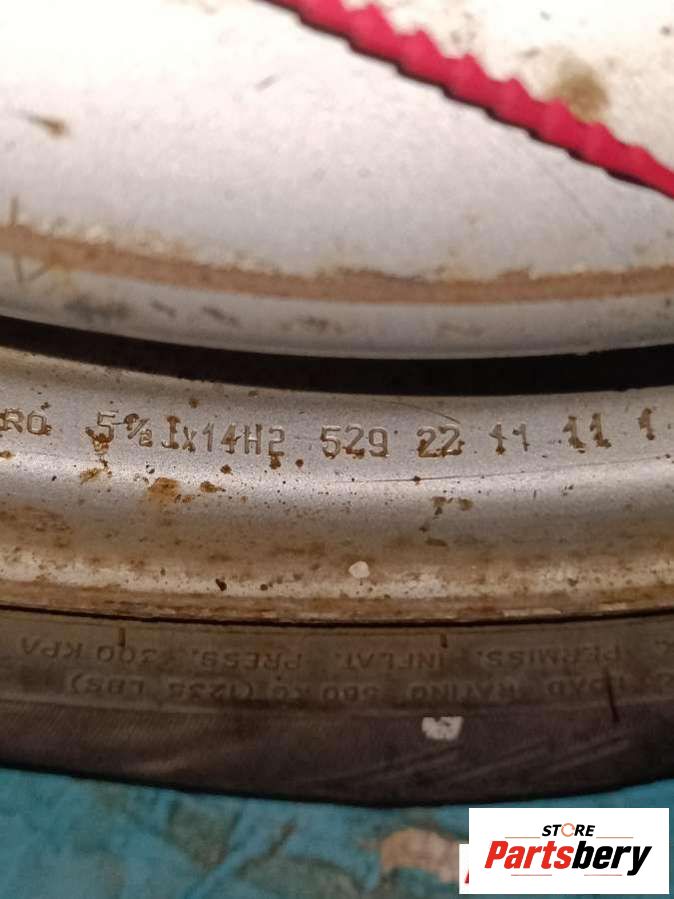 RO 5½Jx14H2 529 22 11 11 1
PERMISS. INFLAT. PRESS. 300 KPA
LOAD RATING 560 KG (1235 LBS)
STORE
Partsbery